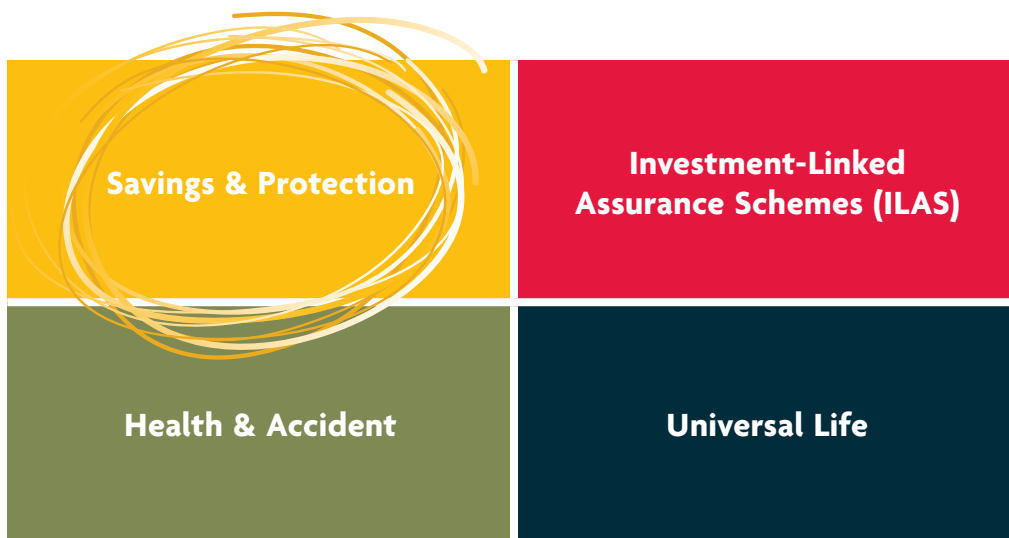 Savings & Protection
Investment-Linked
Assurance Schemes (ILAS)
Health & Accident
Universal Life